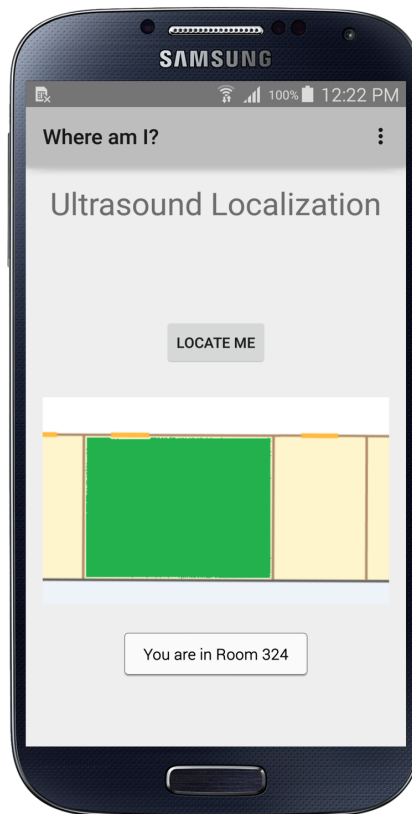 SAMSUNG
100% 12:22 PM
Where am I?
Ultrasound Localization
LOCATE ME
You are in Room 324